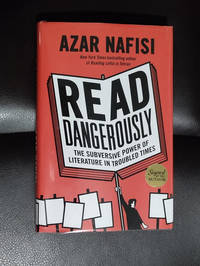 AZAR NAFISI
New York Times bestselling author
of Reading Lolita in Tehran
READ
DANGEROUSLY
THE SUBVERSIVE POWER OF
LITERATURE IN TROUBLED TIMES
Signed